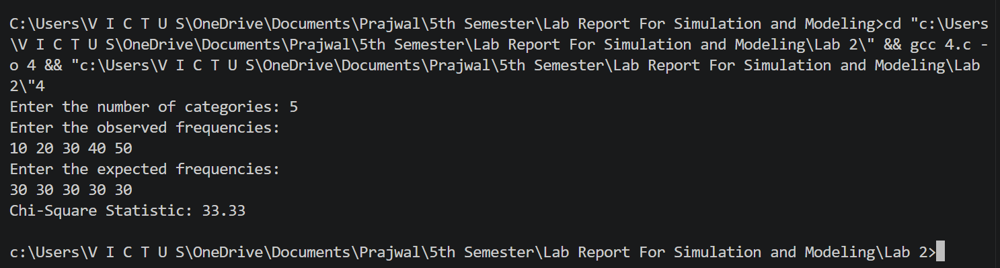 C:\Users\V I C T U S\OneDrive\Documents\Prajwal\5th Semester\Lab Report For Simulation and Modeling>cd "c:\Users
\V I C T U S\OneDrive\Documents\Prajwal\5th Semester\Lab Report For Simulation and Modeling\Lab 2\" && gcc 4.c -
o 4 && "c:\Users\V I C T U S\OneDrive\Documents\Prajwal\5th Semester\Lab Report For Simulation and Modeling\Lab
2\"4
Enter the number of categories: 5
Enter the observed frequencies:
10 20 30 40 50
Enter the expected frequencies:
30 30 30 30 30
Chi-Square Statistic: 33.33
c:\Users\V I C T U S\OneDrive\Documents\Prajwal\5th Semester\Lab Report For Simulation and Modeling\Lab 2>